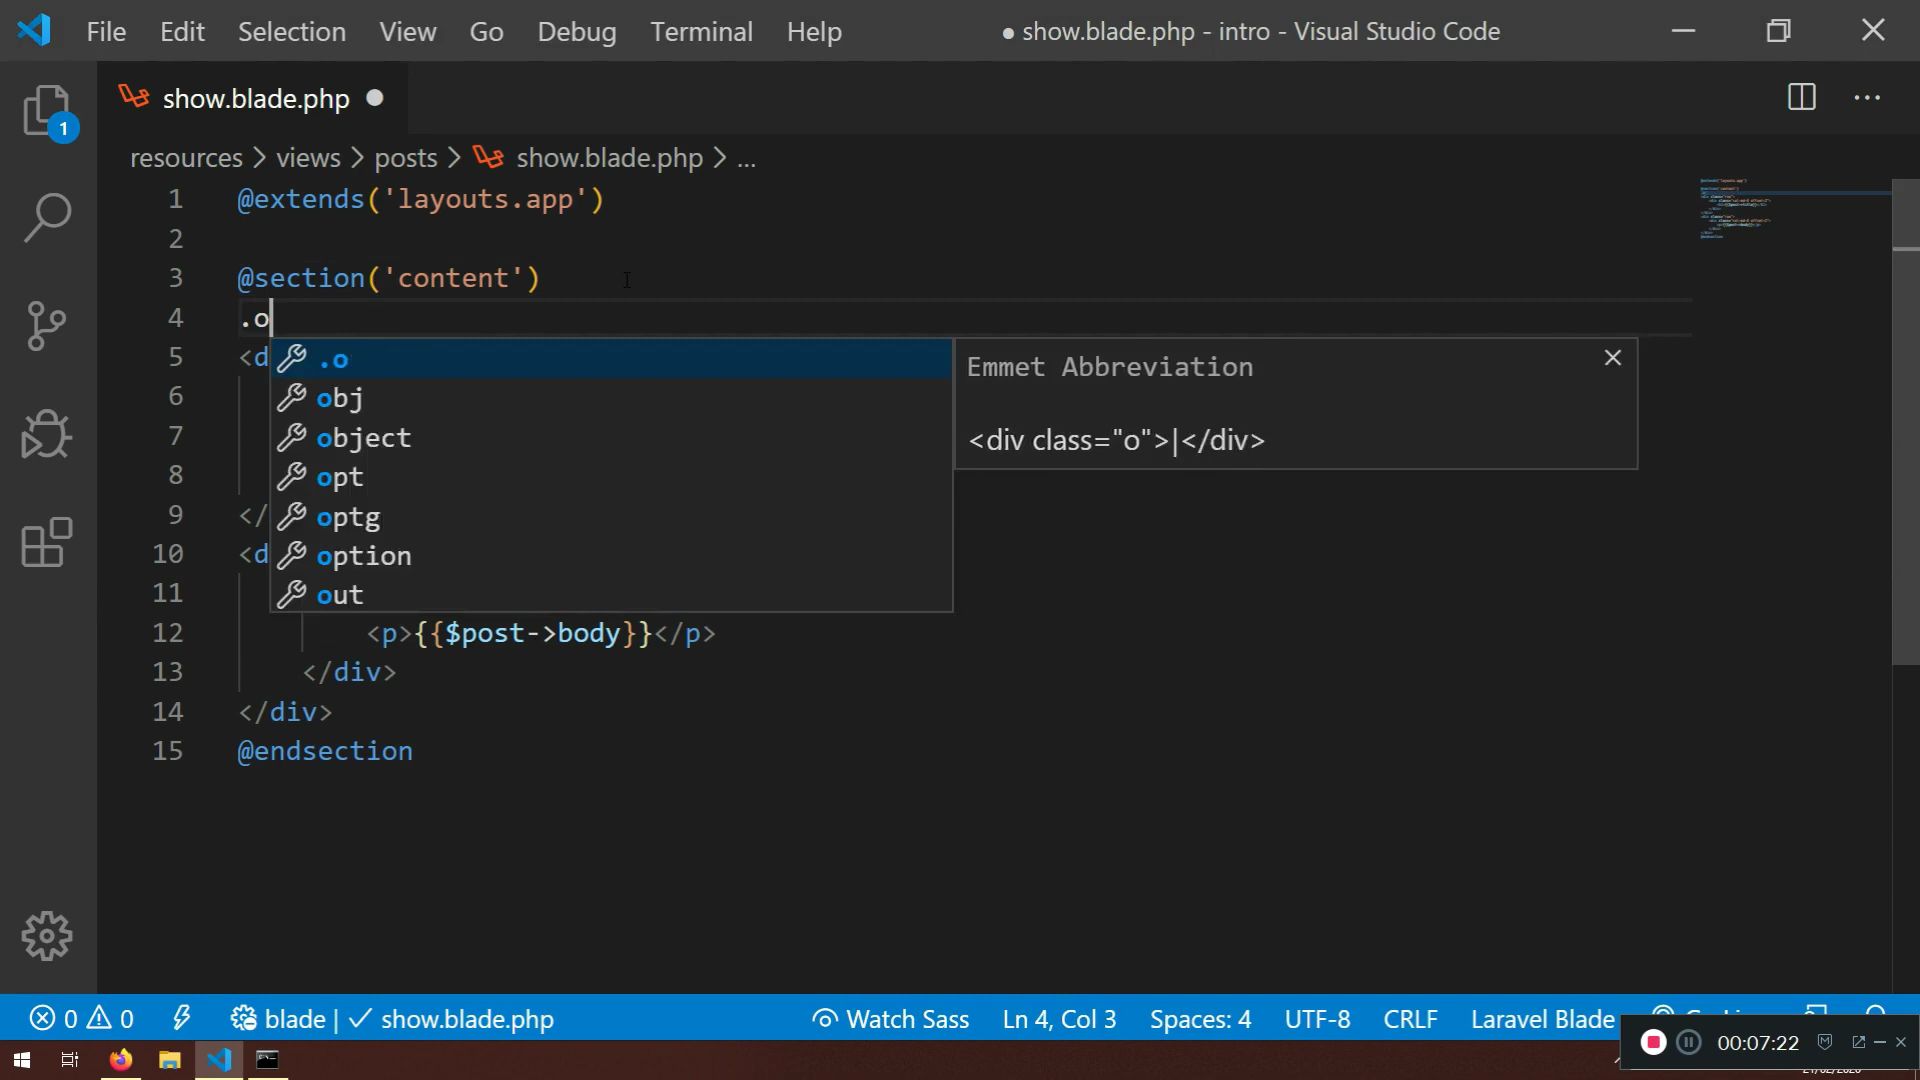 File Edit Selection View Go Debug Terminal Help ● show.blade.php - intro - Visual Studio Code
show.blade.php ●
1
resources > views > posts > show.blade.php > ...
1 @extends('layouts.app')
2
3 @section('content')
4 .o
5 <d
.o
Emmet Abbreviation
6
obj
7
object
<div class="o">|</div>
8
opt
9 </
optg
10 <d
option
11
out
12 <p>{{$post->body}}</p>
13 </div>
14 </div>
15 @endsection
0 0 blade | ✓ show.blade.php Watch Sass Ln 4, Col 3 Spaces: 4 UTF-8 CRLF Laravel Blade
00:07:22